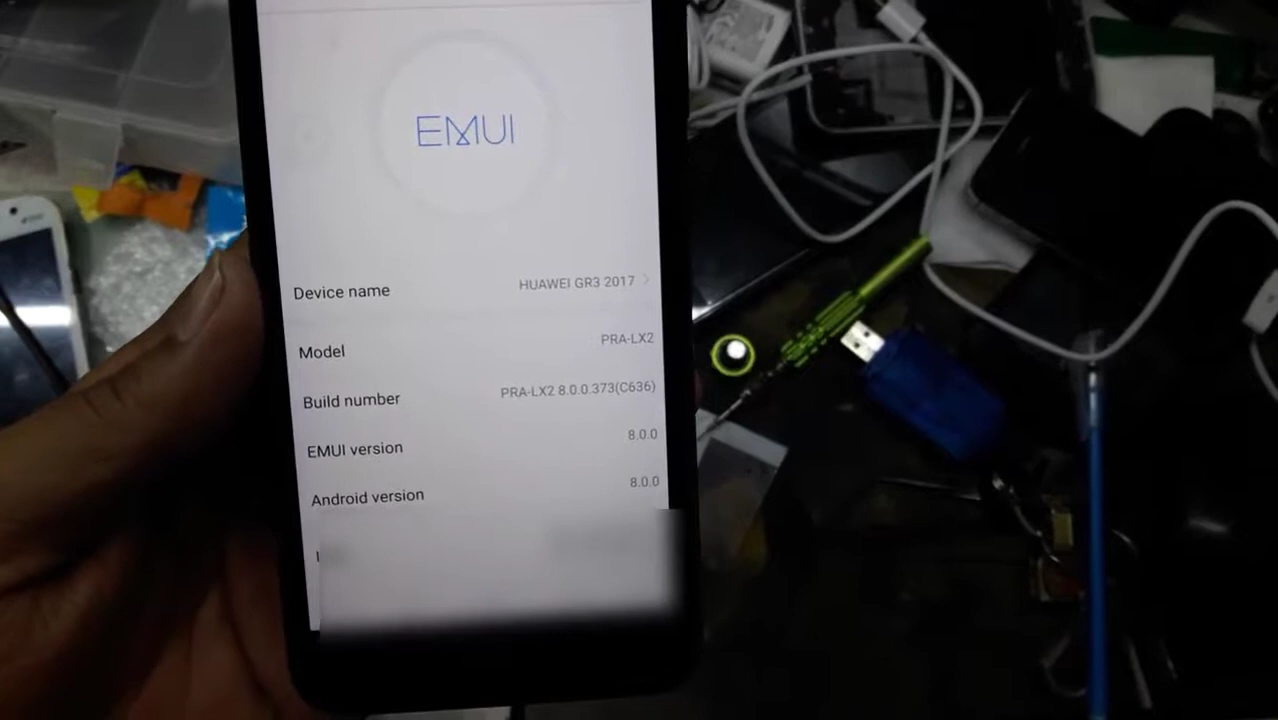 EMUI
Device name HUAWEI GR3 2017
Model PRA-LX2
Build number PRA-LX2 8.0.0.373(C636)
EMUI version 8.0.0
Android version 8.0.0